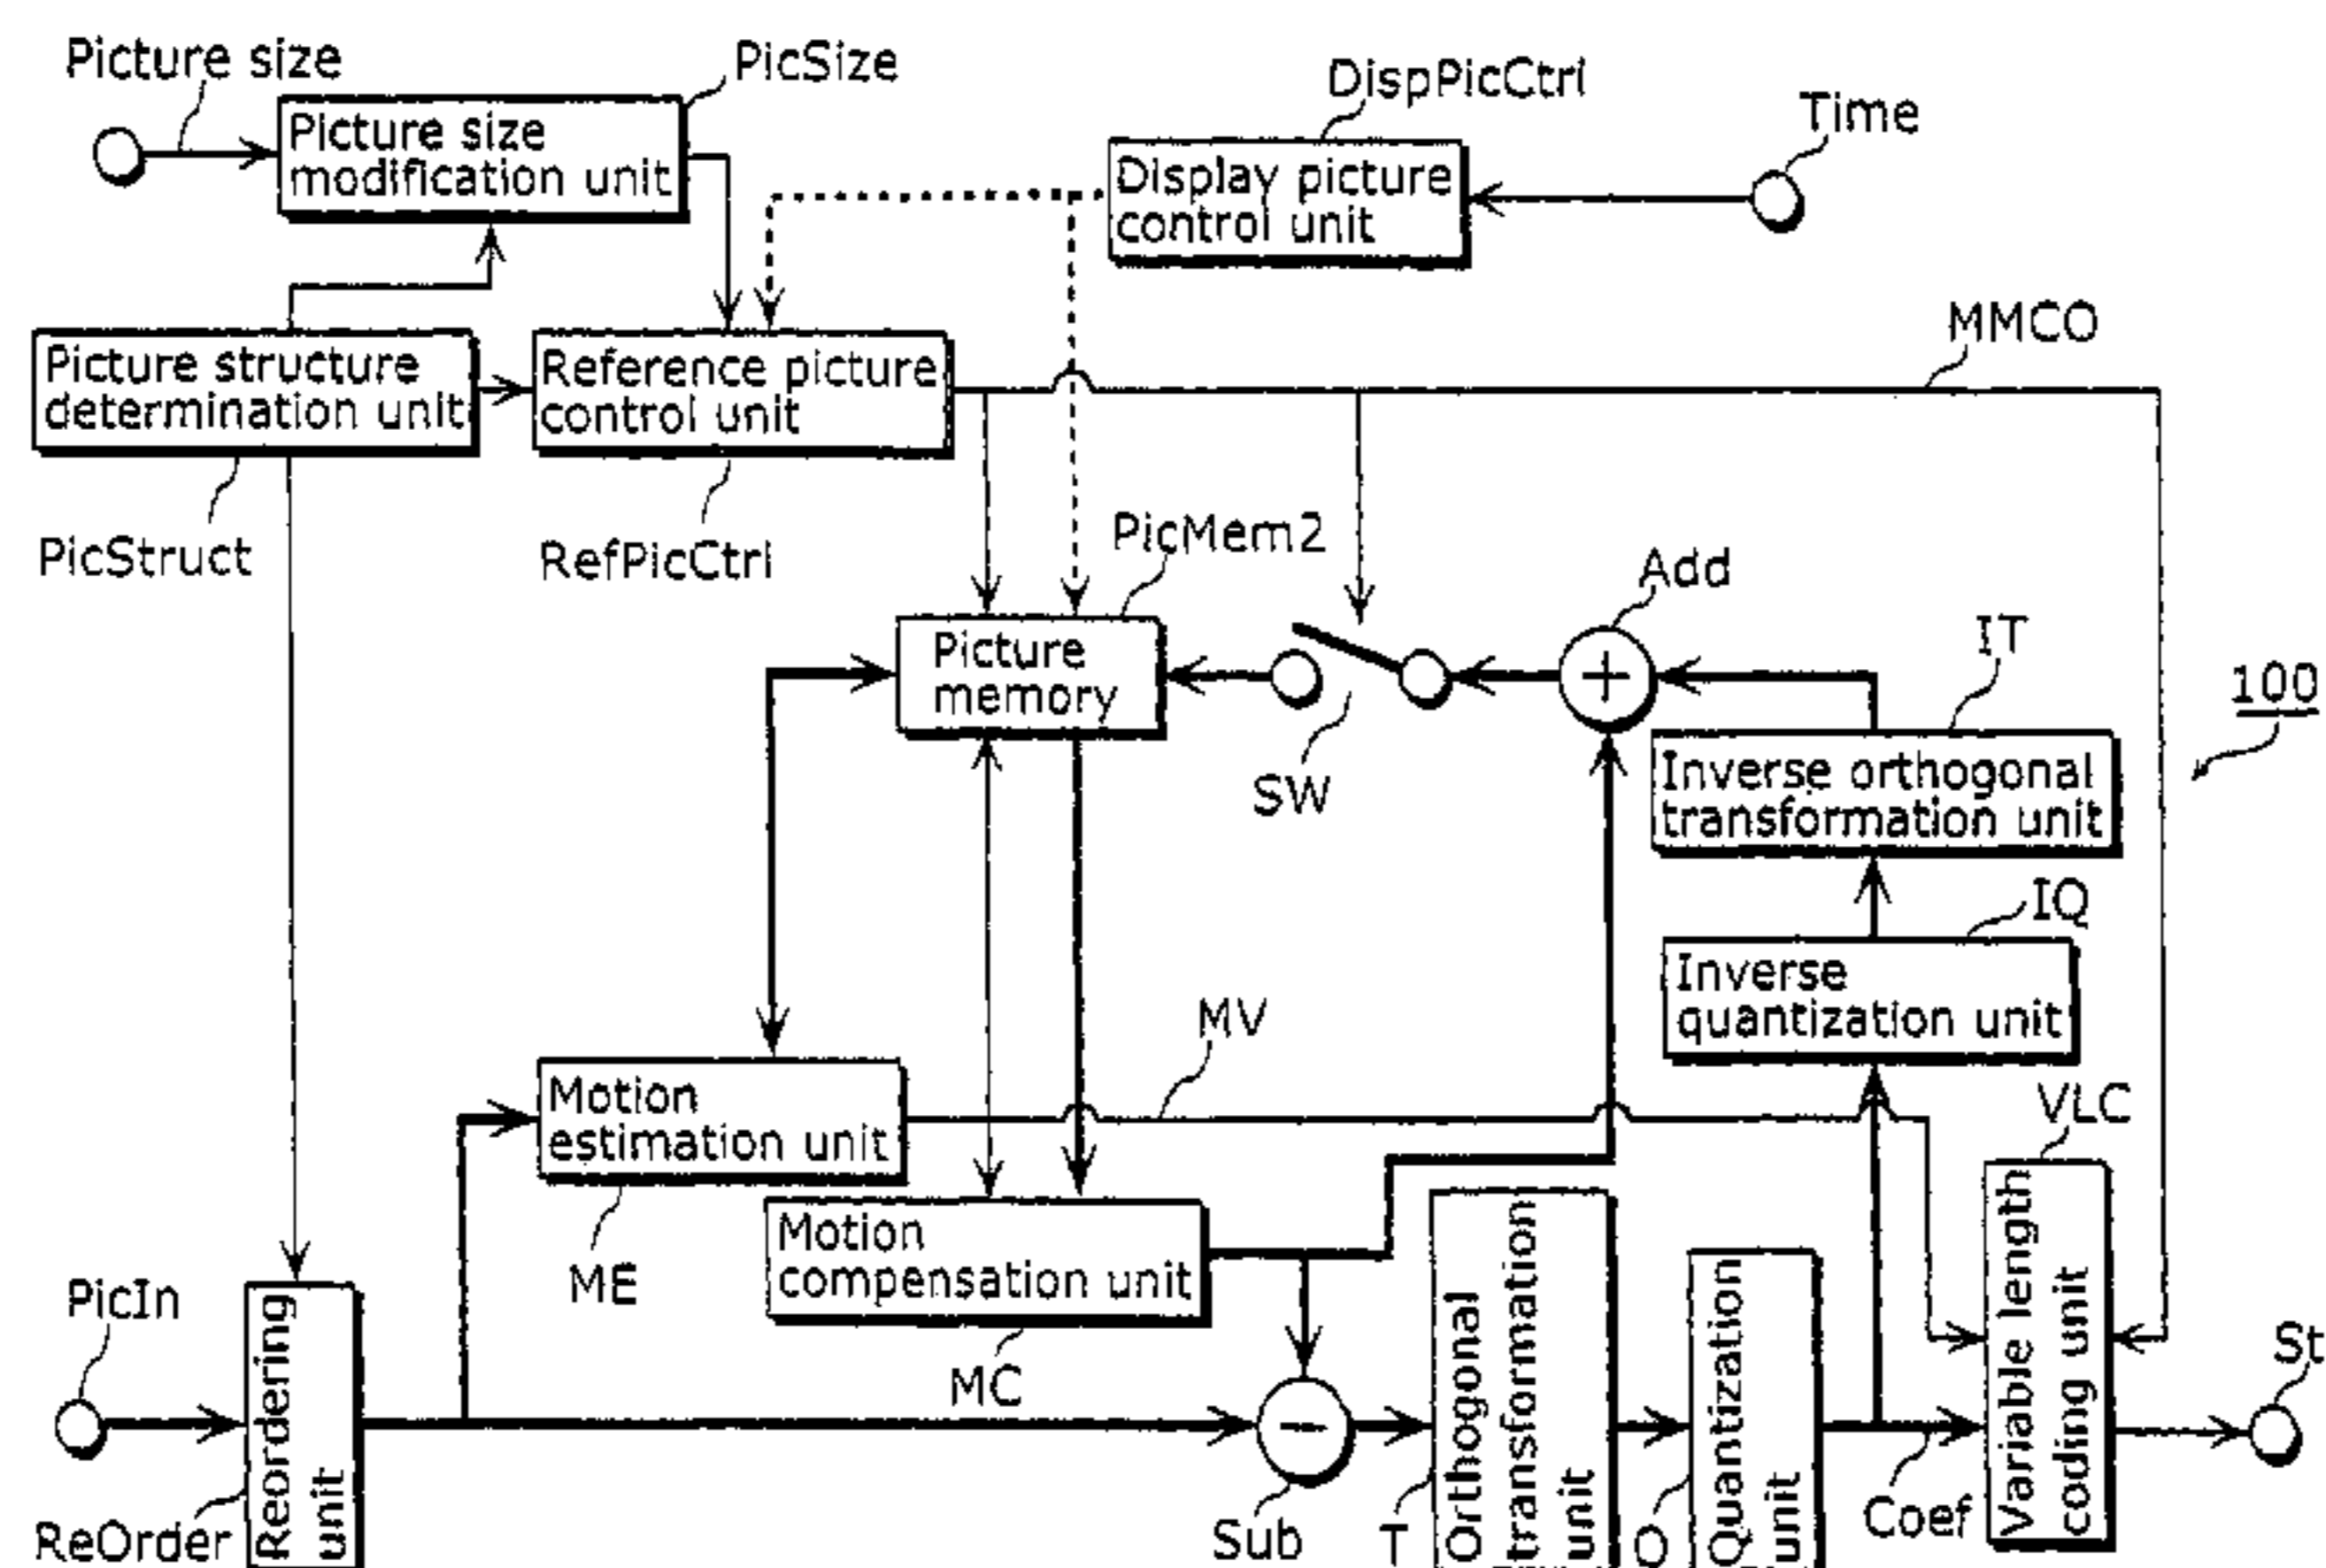 Picture size
PicSize
Picture size
modification unit
DispPicCtrl
Time
Display picture
control unit
MMCO
Picture structure
determination unit
Reference picture
control unit
PicStruct
RefPicCtrl
PicMem2
Add
IT
Picture
memory
100
SW
Inverse orthogonal
transformation unit
IQ
Inverse
quantization unit
MV
VLC
Motion
estimation unit
ME
Motion
compensation unit
MC
PicIn
Reordering
unit
ReOrder
Sub
Orthogonal
transformation
unit
T
Quantization
unit
Q
Coef
Variable length
coding unit
St